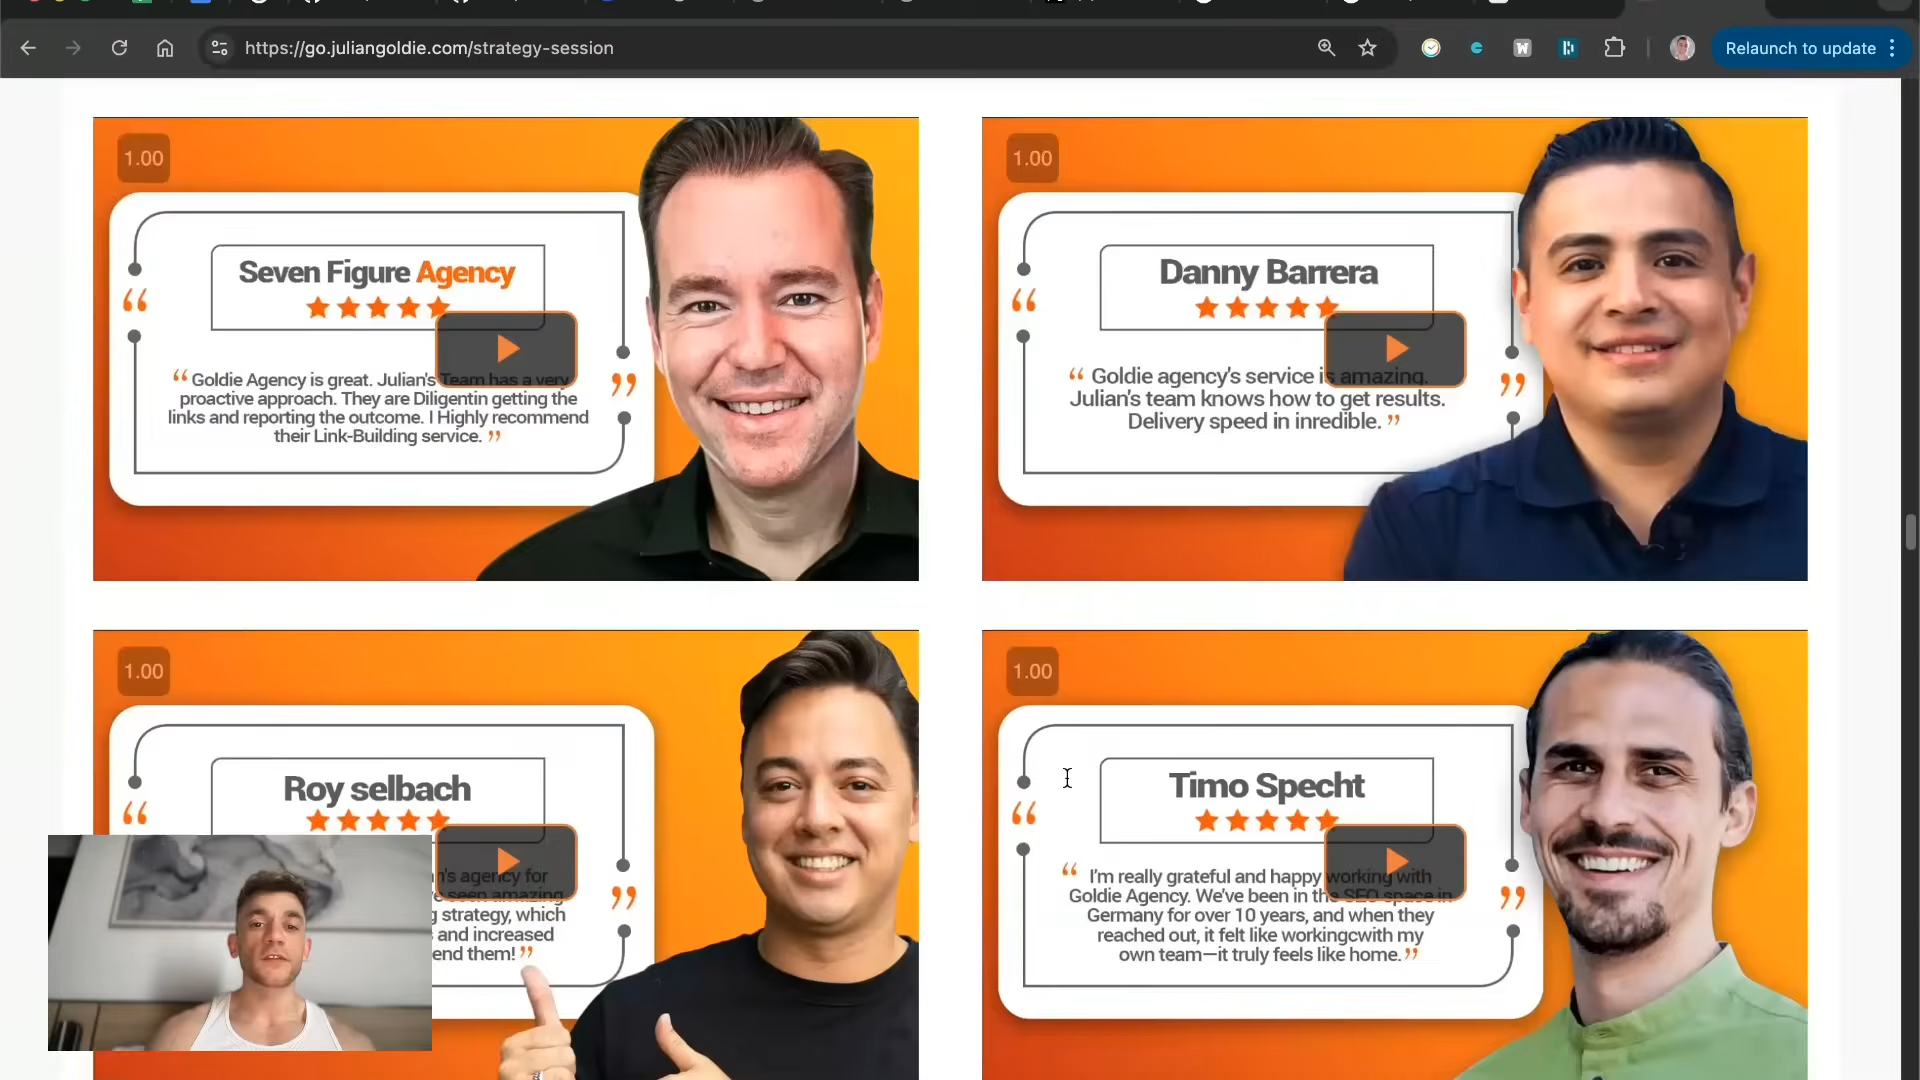 https://go.juliangoldie.com/strategy-session
Relaunch to update
1.00
Seven Figure Agency
“ Goldie Agency is great. Julian's Team has a very
proactive approach. They are Diligentin getting the
links and reporting the outcome. I Highly recommend
their Link-Building service. ”
1.00
Danny Barrera
“ Goldie agency's service is amazing.
Julian's team knows how to get results.
Delivery speed in inredible. ”
1.00
Roy selbach
n's agency for
e seen amazing
g strategy, which
and increased
end them! ”
1.00
Timo Specht
“ I'm really grateful and happy working with
Goldie Agency. We've been in the SEO space in
Germany for over 10 years, and when they
reached out, it felt like workingcwith my
own team—it truly feels like home. ”